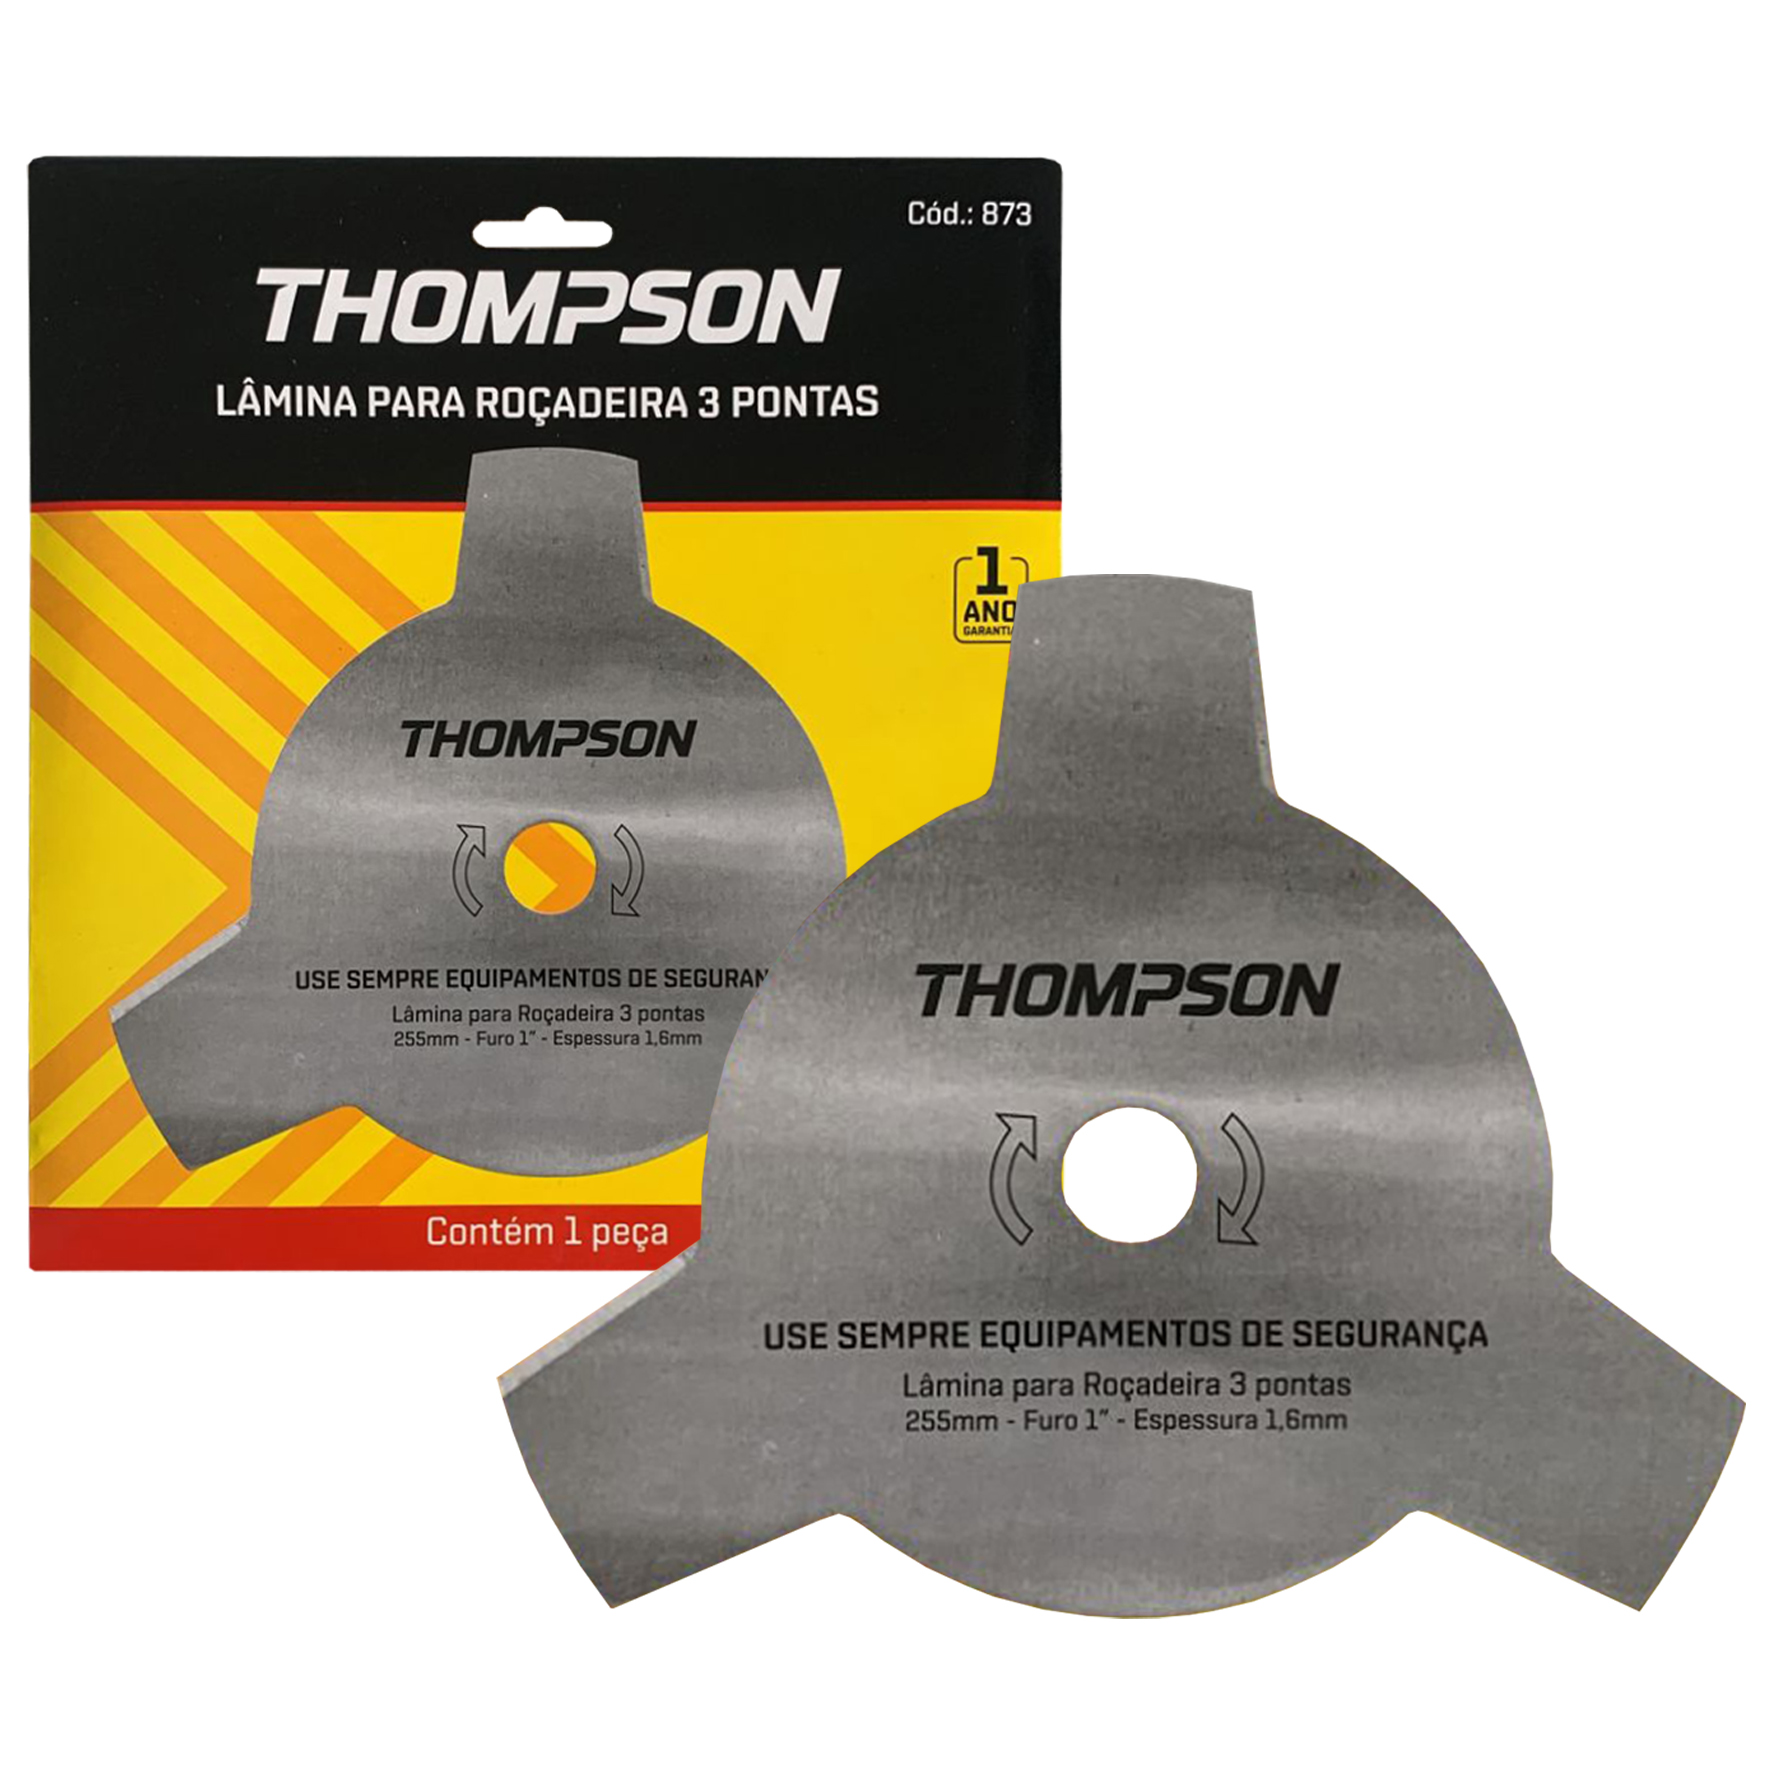 Cód.: 873
THOMPSON
LÂMINA PARA ROÇADEIRA 3 PONTAS
1
ANO
GARANTI
THOMPSON
USE SEMPRE EQUIPAMENTOS DE SEGURAN
Lâmina para Roçadeira 3 pontas
255mm - Furo 1” - Espessura 1,6mm
Contém 1 peça
THOMPSON
USE SEMPRE EQUIPAMENTOS DE SEGURANÇA
Lâmina para Roçadeira 3 pontas
255mm - Furo 1” - Espessura 1,6mm